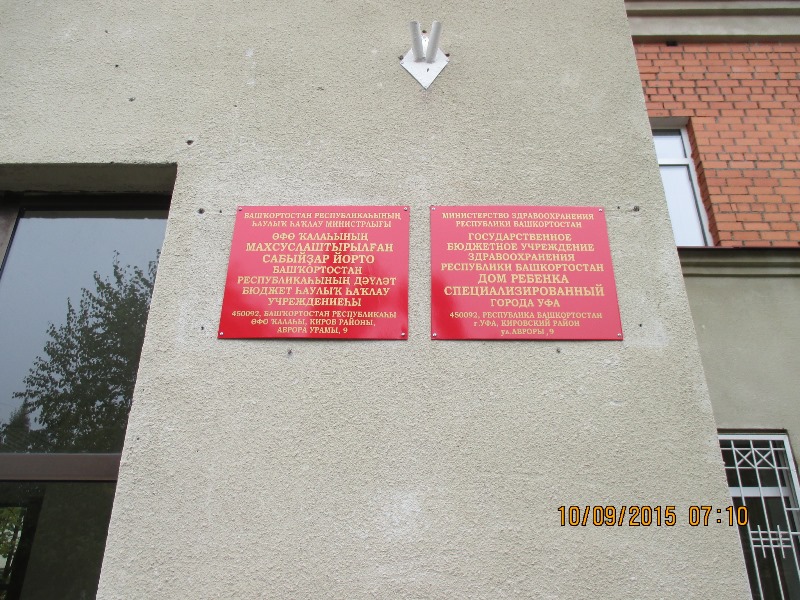 БАШҠОРТОСТАН РЕСПУБЛИКАҺЫНЫҢ
ҺАУЛЫҠ ҺАҠЛАУ МИНИСТРЛЫҒЫ
ӨФӨ ҠАЛАҺЫНЫҢ
МАХСУСЛАШТЫРЫЛҒАН
САБЫЙҘАР ЙОРТО
БАШҠОРТОСТАН
РЕСПУБЛИКАҺЫНЫҢ ДӘҮЛӘТ
БЮДЖЕТ ҺАУЛЫҠ ҺАҠЛАУ
УЧРЕЖДЕНИЕҺЫ
450092, БАШҠОРТОСТАН РЕСПУБЛИКАҺЫ
ӨФӨ ҠАЛАҺЫ, КИРОВ РАЙОНЫ,
АВРОРА УРАМЫ, 9
МИНИСТЕРСТВО ЗДРАВООХРАНЕНИЯ
РЕСПУБЛИКИ БАШКОРТОСТАН
ГОСУДАРСТВЕННОЕ
БЮДЖЕТНОЕ УЧРЕЖДЕНИЕ
ЗДРАВООХРАНЕНИЯ
РЕСПУБЛИКИ БАШКОРТОСТАН
ДОМ РЕБЕНКА
СПЕЦИАЛИЗИРОВАННЫЙ
ГОРОДА УФА
450092, РЕСПУБЛИКА БАШКОРТОСТАН
г.УФА, КИРОВСКИЙ РАЙОН
ул.АВРОРЫ ,9
10/09/2015 07:10